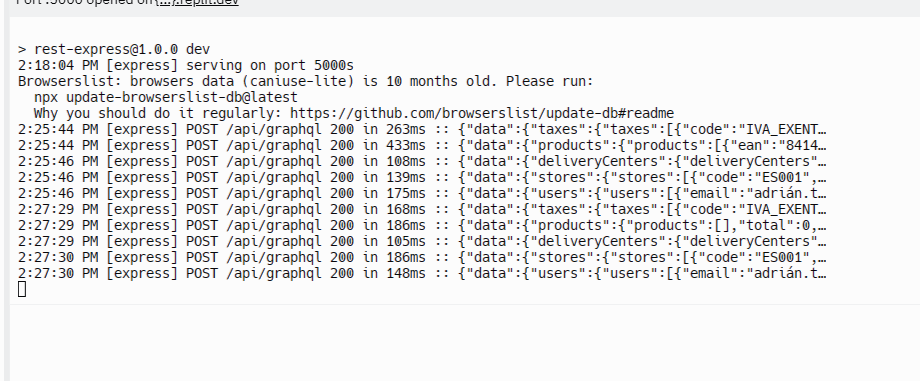 Port :5000 opened on {...}.replit.dev
> rest-express@1.0.0 dev
2:18:04 PM [express] serving on port 5000s
Browserslist: browsers data (caniuse-lite) is 10 months old. Please run:
  npx update-browserslist-db@latest
  Why you should do it regularly: https://github.com/browserslist/update-db#readme
2:25:44 PM [express] POST /api/graphql 200 in 263ms :: {"data":{"taxes":{"taxes":[{"code":"IVA_EXENT…
2:25:44 PM [express] POST /api/graphql 200 in 433ms :: {"data":{"products":{"products":[{"ean":"8414…
2:25:46 PM [express] POST /api/graphql 200 in 108ms :: {"data":{"deliveryCenters":{"deliveryCenters"…
2:25:46 PM [express] POST /api/graphql 200 in 139ms :: {"data":{"stores":{"stores":[{"code":"ES001",…
2:25:46 PM [express] POST /api/graphql 200 in 175ms :: {"data":{"users":{"users":[{"email":"adrián.t…
2:27:29 PM [express] POST /api/graphql 200 in 168ms :: {"data":{"taxes":{"taxes":[{"code":"IVA_EXENT…
2:27:29 PM [express] POST /api/graphql 200 in 186ms :: {"data":{"products":{"products":[],"total":0,…
2:27:29 PM [express] POST /api/graphql 200 in 105ms :: {"data":{"deliveryCenters":{"deliveryCenters"…
2:27:30 PM [express] POST /api/graphql 200 in 186ms :: {"data":{"stores":{"stores":[{"code":"ES001",…
2:27:30 PM [express] POST /api/graphql 200 in 148ms :: {"data":{"users":{"users":[{"email":"adrián.t…